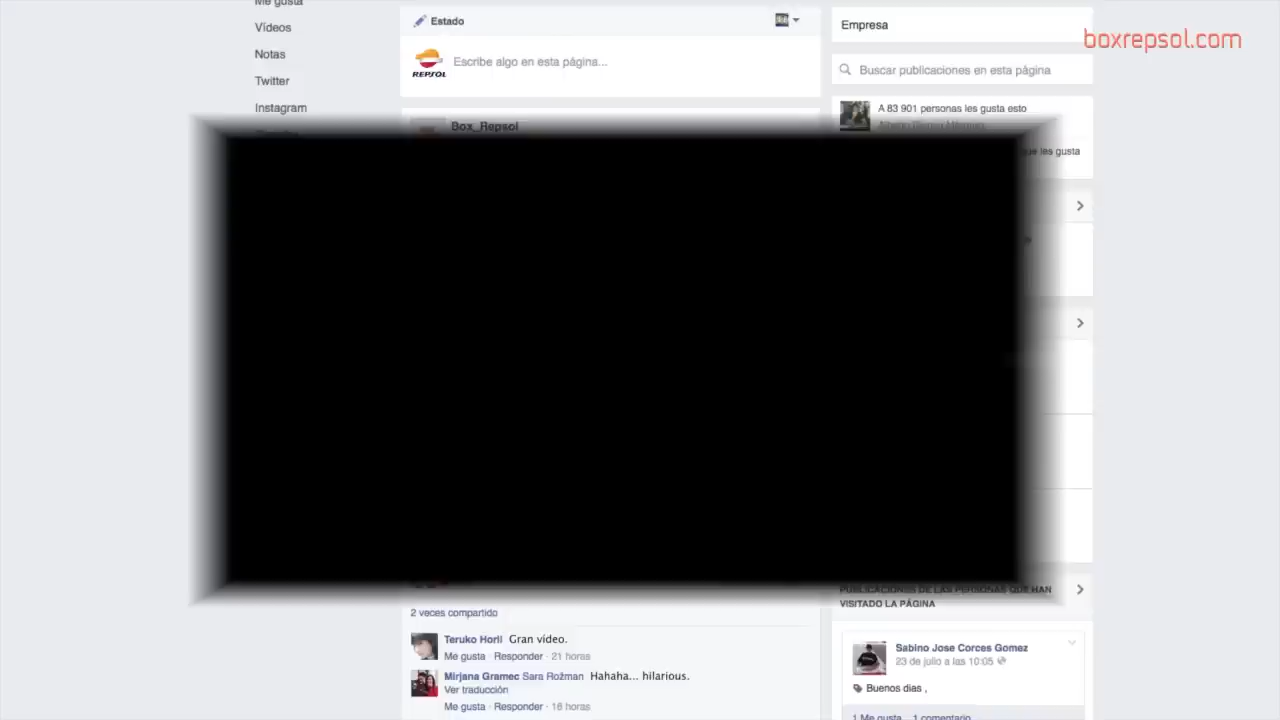 Me gusta
Vídeos
Notas
Twitter
Instagram
Estado
REPSOL
Escribe algo en esta página...
Box_Repsol
Empresa
boxrepsol.com
Buscar publicaciones en esta página
A 83 901 personas les gusta esto
que les gusta
2 veces compartido
Teruko Horii Gran vídeo.
Me gusta · Responder · 21 horas
Mirjana Gramec Sara Rožman Hahaha... hilarious.
Ver traducción
Me gusta · Responder · 16 horas
PUBLICACIONES DE LAS PERSONAS QUE HAN
VISITADO LA PÁGINA
Sabino Jose Corces Gomez
23 de julio a las 10:05
Buenos dias ,
1 Me gusta · 1 comentario